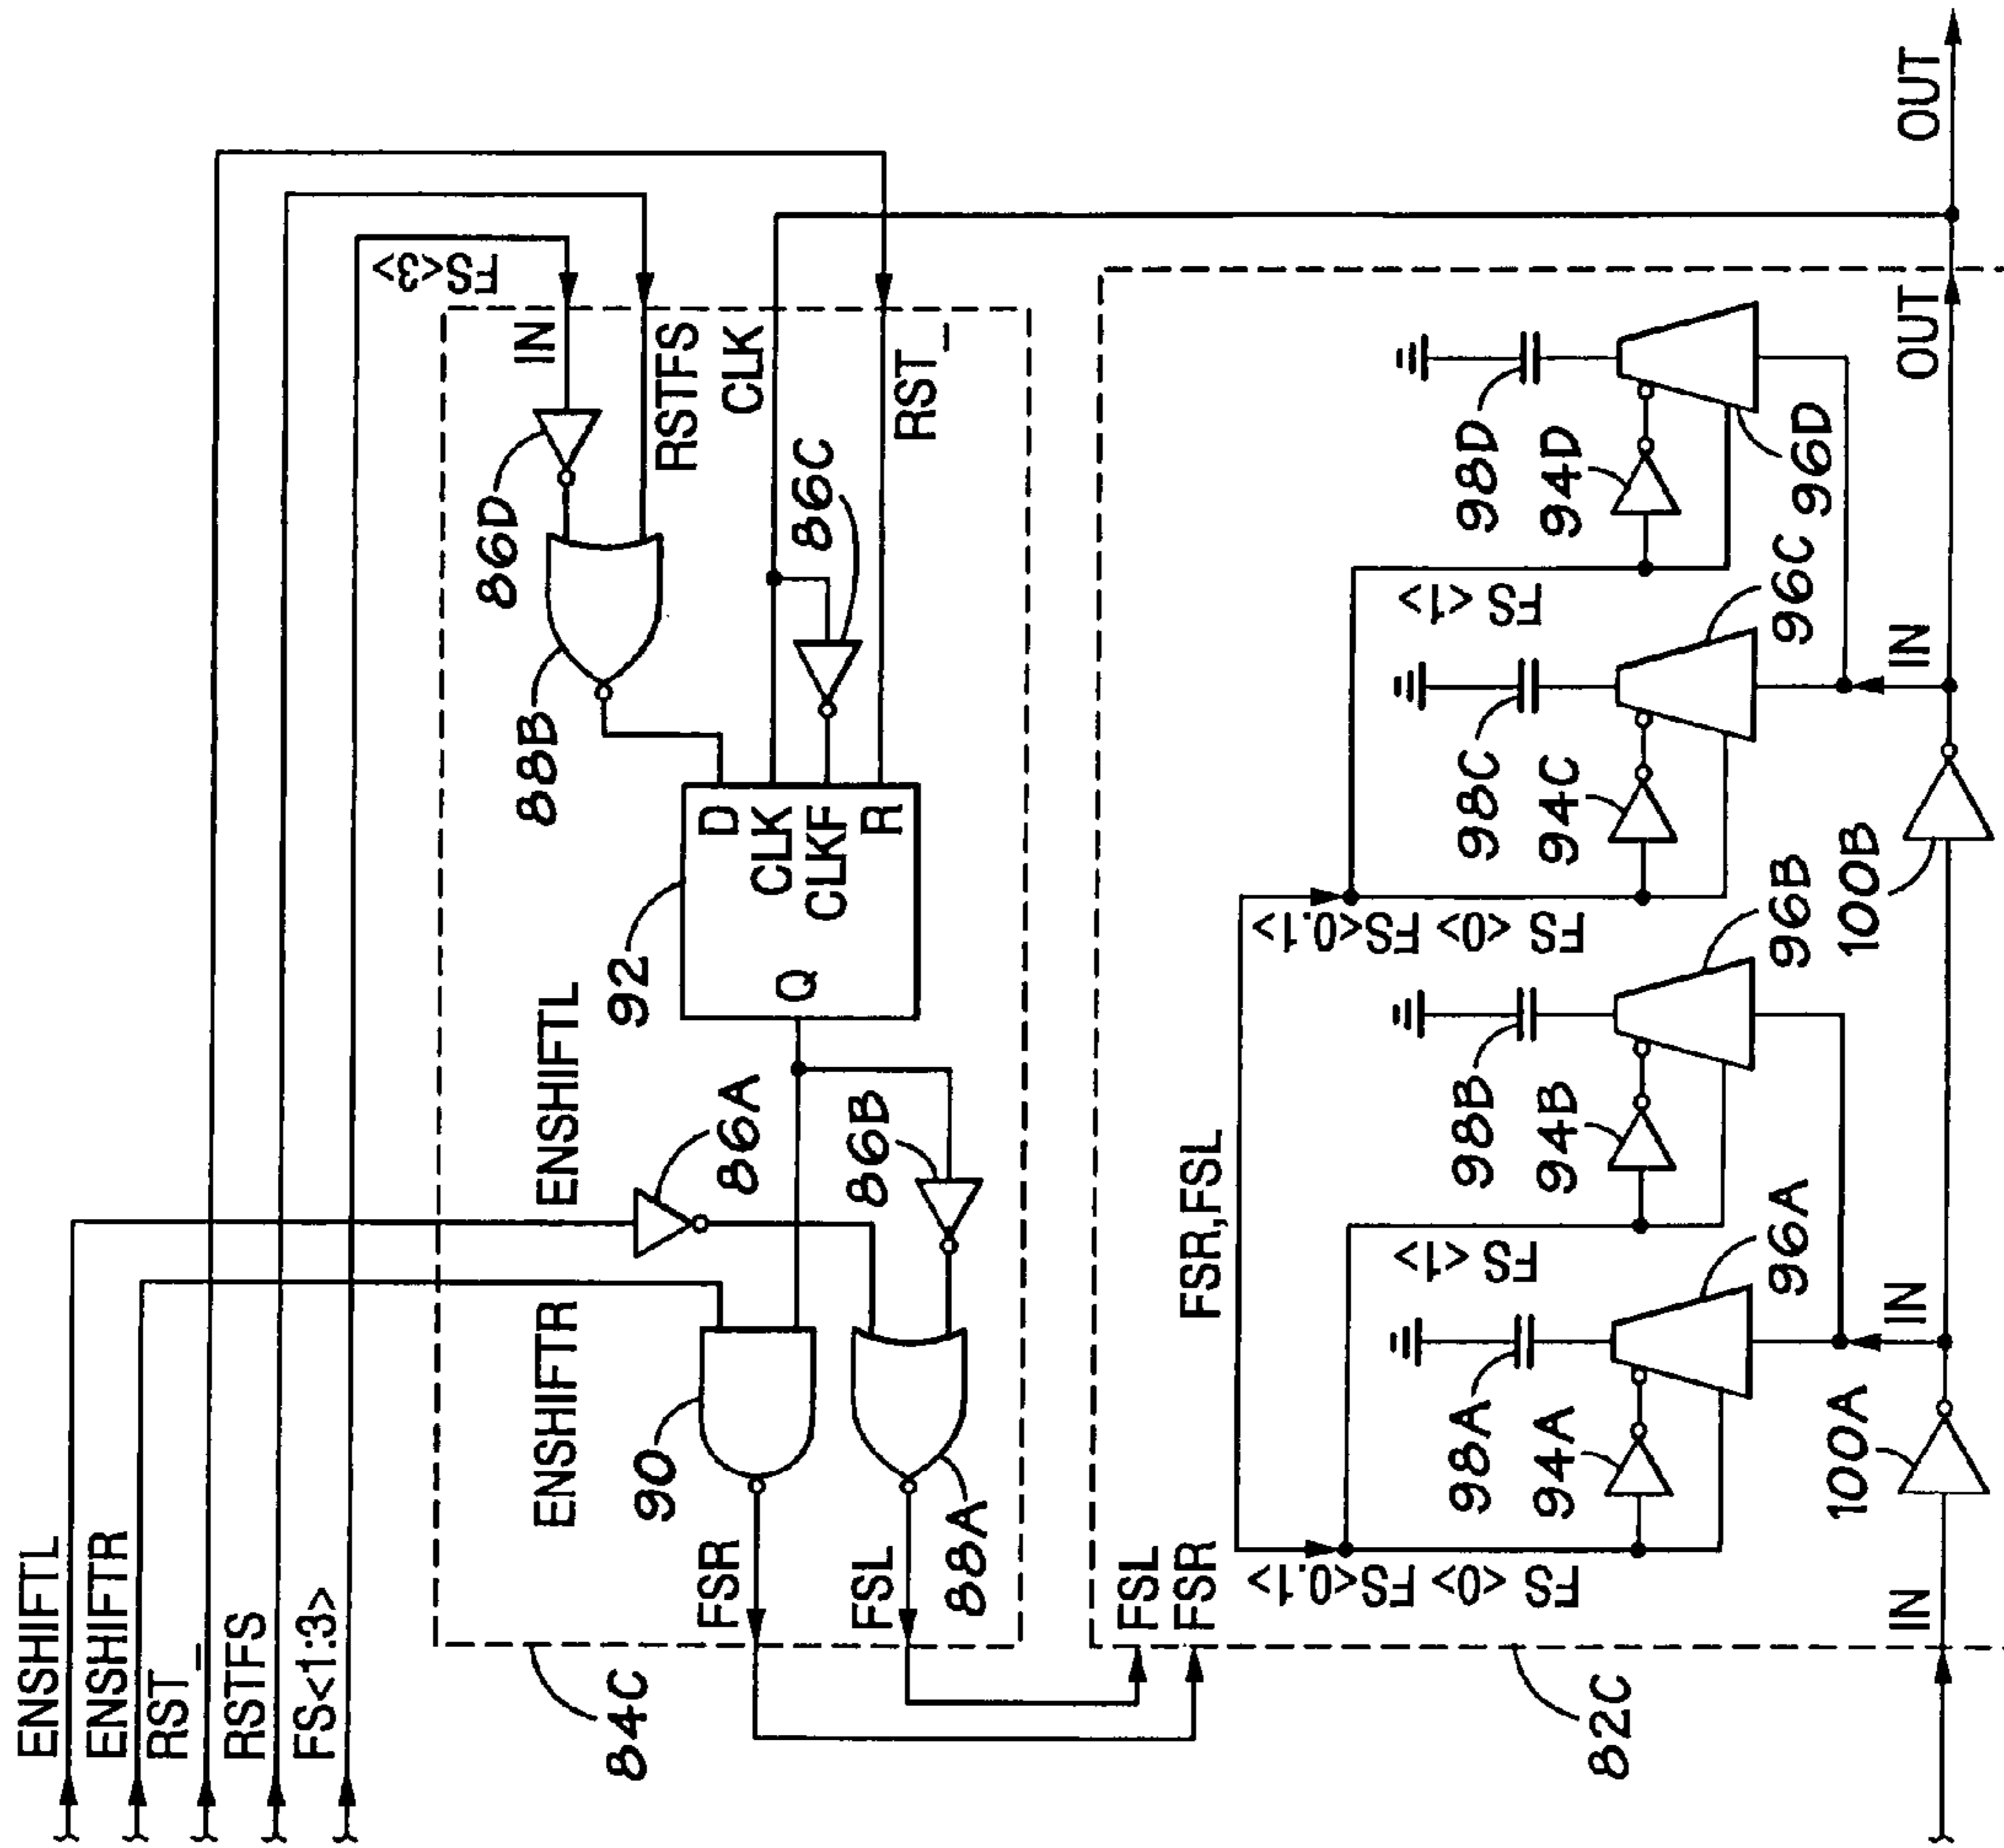 ENSHIFTL
ENSHIFTR
RST_
RSTFS
FS<1:3>
FS<3>
84C
ENSHIFTR
ENSHIFTL
86A
90
FSR
FSL
88A
86B
92
Q
D
CLK
CLKF
R
88B
86D
86C
IN
RSTFS
CLK
RST_
FSL
FSR
82C
FSR,FSL
FS<0.1>
FS <0>
FS <1>
98A
94A
96A
98B
94B
96B
FS<0.1>
FS <0>
FS <1>
98C
94C
96C
98D
94D
96D
IN
100A
IN
100B
IN
OUT
OUT